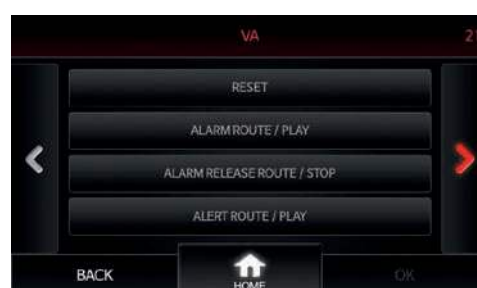 VA
RESET
ALARM ROUTE / PLAY
ALARM RELEASE ROUTE / STOP
ALERT ROUTE / PLAY
BACK
HOME
OK